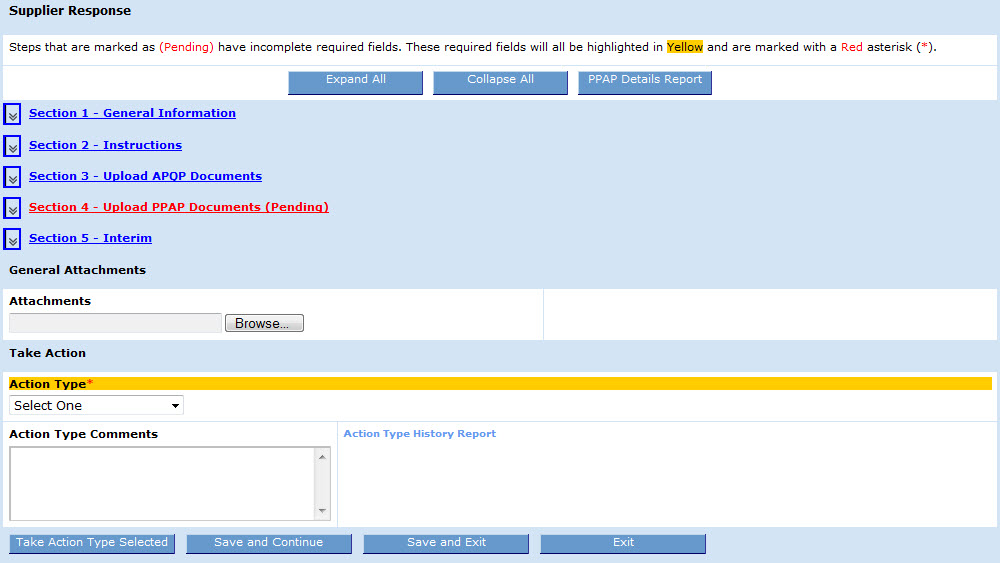 Supplier Response
Steps that are marked as (Pending) have incomplete required fields. These required fields will all be highlighted in Yellow and are marked with a Red asterisk (*).
Expand All Collapse All PPAP Details Report
Section 1 - General Information
Section 2 - Instructions
Section 3 - Upload APQP Documents
Section 4 - Upload PPAP Documents (Pending)
Section 5 - Interim
General Attachments
Attachments
Browse...
Take Action
Action Type*
Select One
Action Type Comments Action Type History Report
Take Action Type Selected Save and Continue Save and Exit Exit